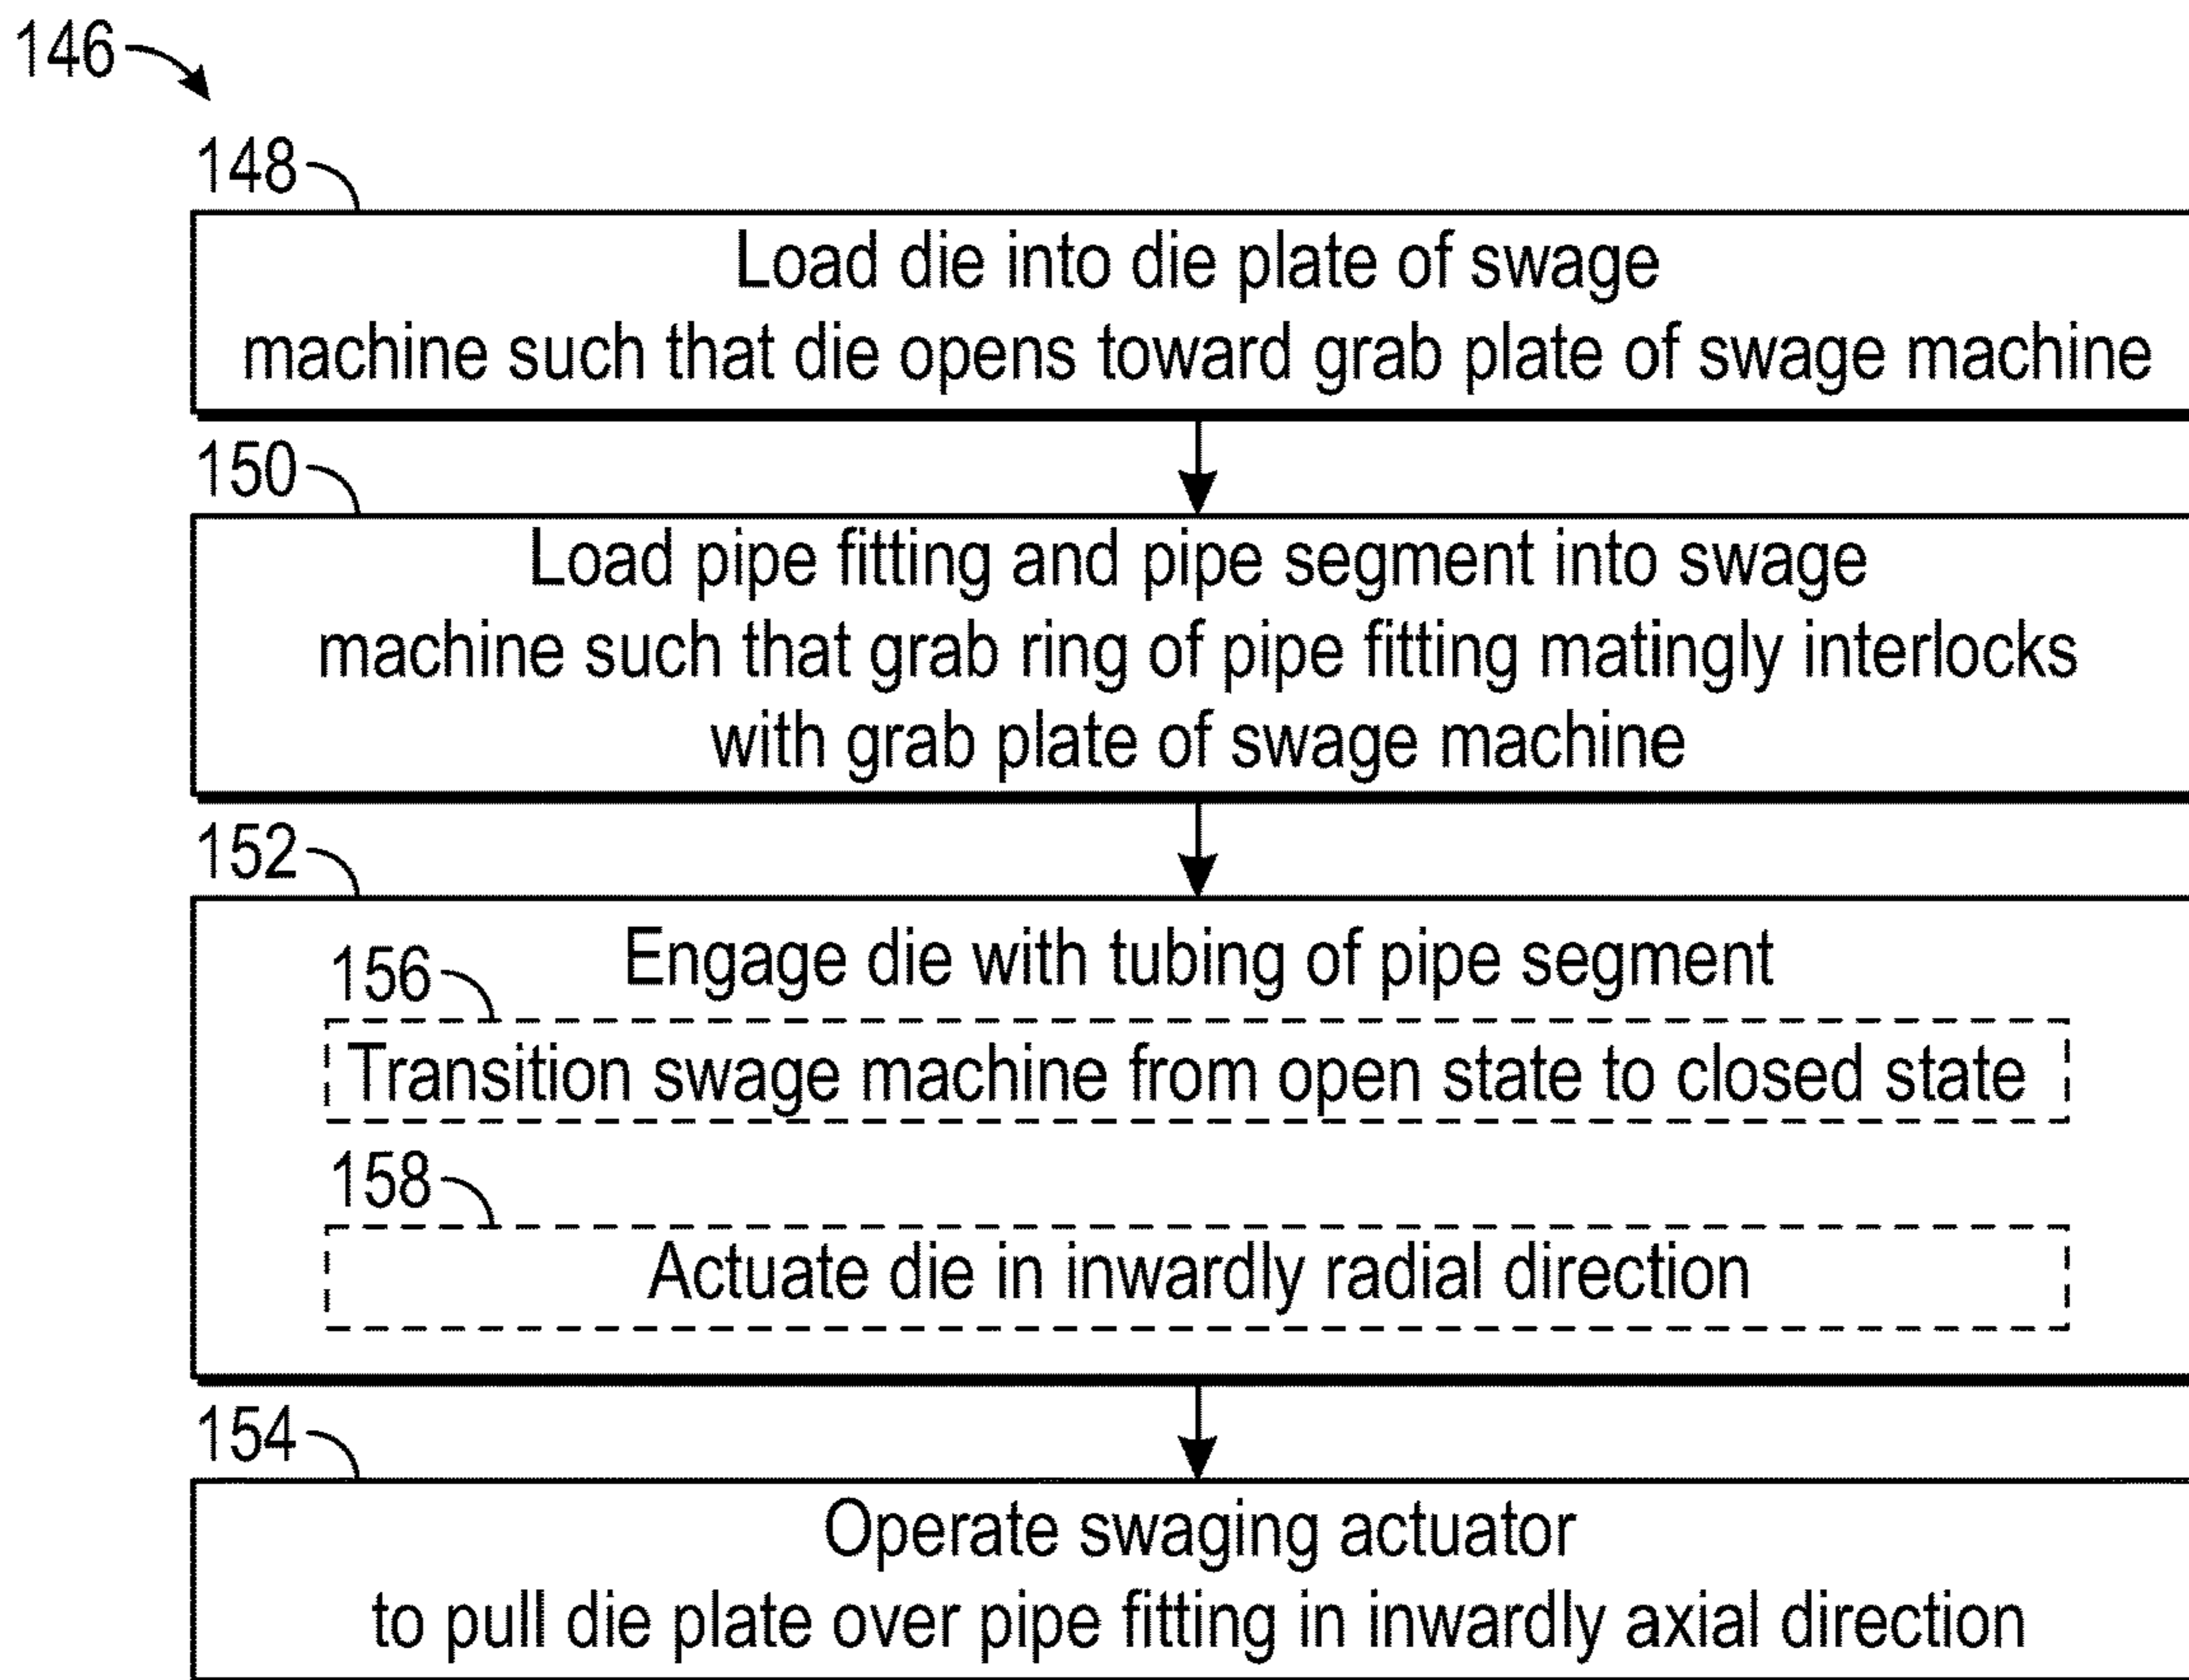 146
148
Load die into die plate of swage
machine such that die opens toward grab plate of swage machine
150
Load pipe fitting and pipe segment into swage
machine such that grab ring of pipe fitting matingly interlocks
with grab plate of swage machine
152
Engage die with tubing of pipe segment
156
Transition swage machine from open state to closed state
158
Actuate die in inwardly radial direction
154
Operate swaging actuator
to pull die plate over pipe fitting in inwardly axial direction